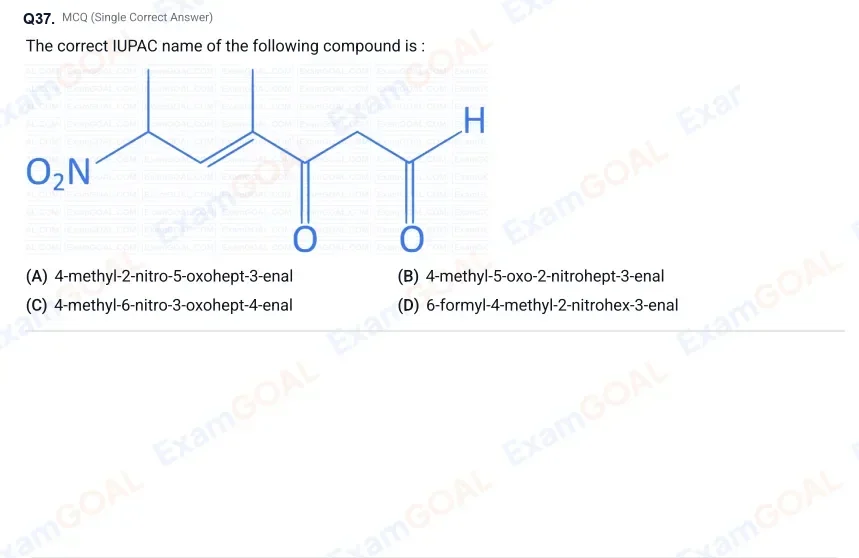 Q37. MCQ (Single Correct Answer)
The correct IUPAC name of the following compound is :
H
O₂N
O
O
(A) 4-methyl-2-nitro-5-oxohept-3-enal
(B) 4-methyl-5-oxo-2-nitrohept-3-enal
(C) 4-methyl-6-nitro-3-oxohept-4-enal
(D) 6-formyl-4-methyl-2-nitrohex-3-enal
ExamGOAL